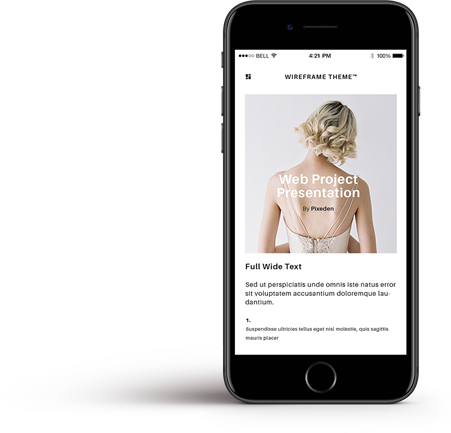 ●●●○○ BELL 4:21 PM 100%
WIREFRAME THEME™
Web Project
Presentation
By Pixeden
Full Wide Text
Sed ut perspiciatis unde omnis iste natus error
sit voluptatem accusantium doloremque lau-
dantium.
1.
Suspendisse ultricies tellus eget nisl molestie, quis sagittis
mauris placer